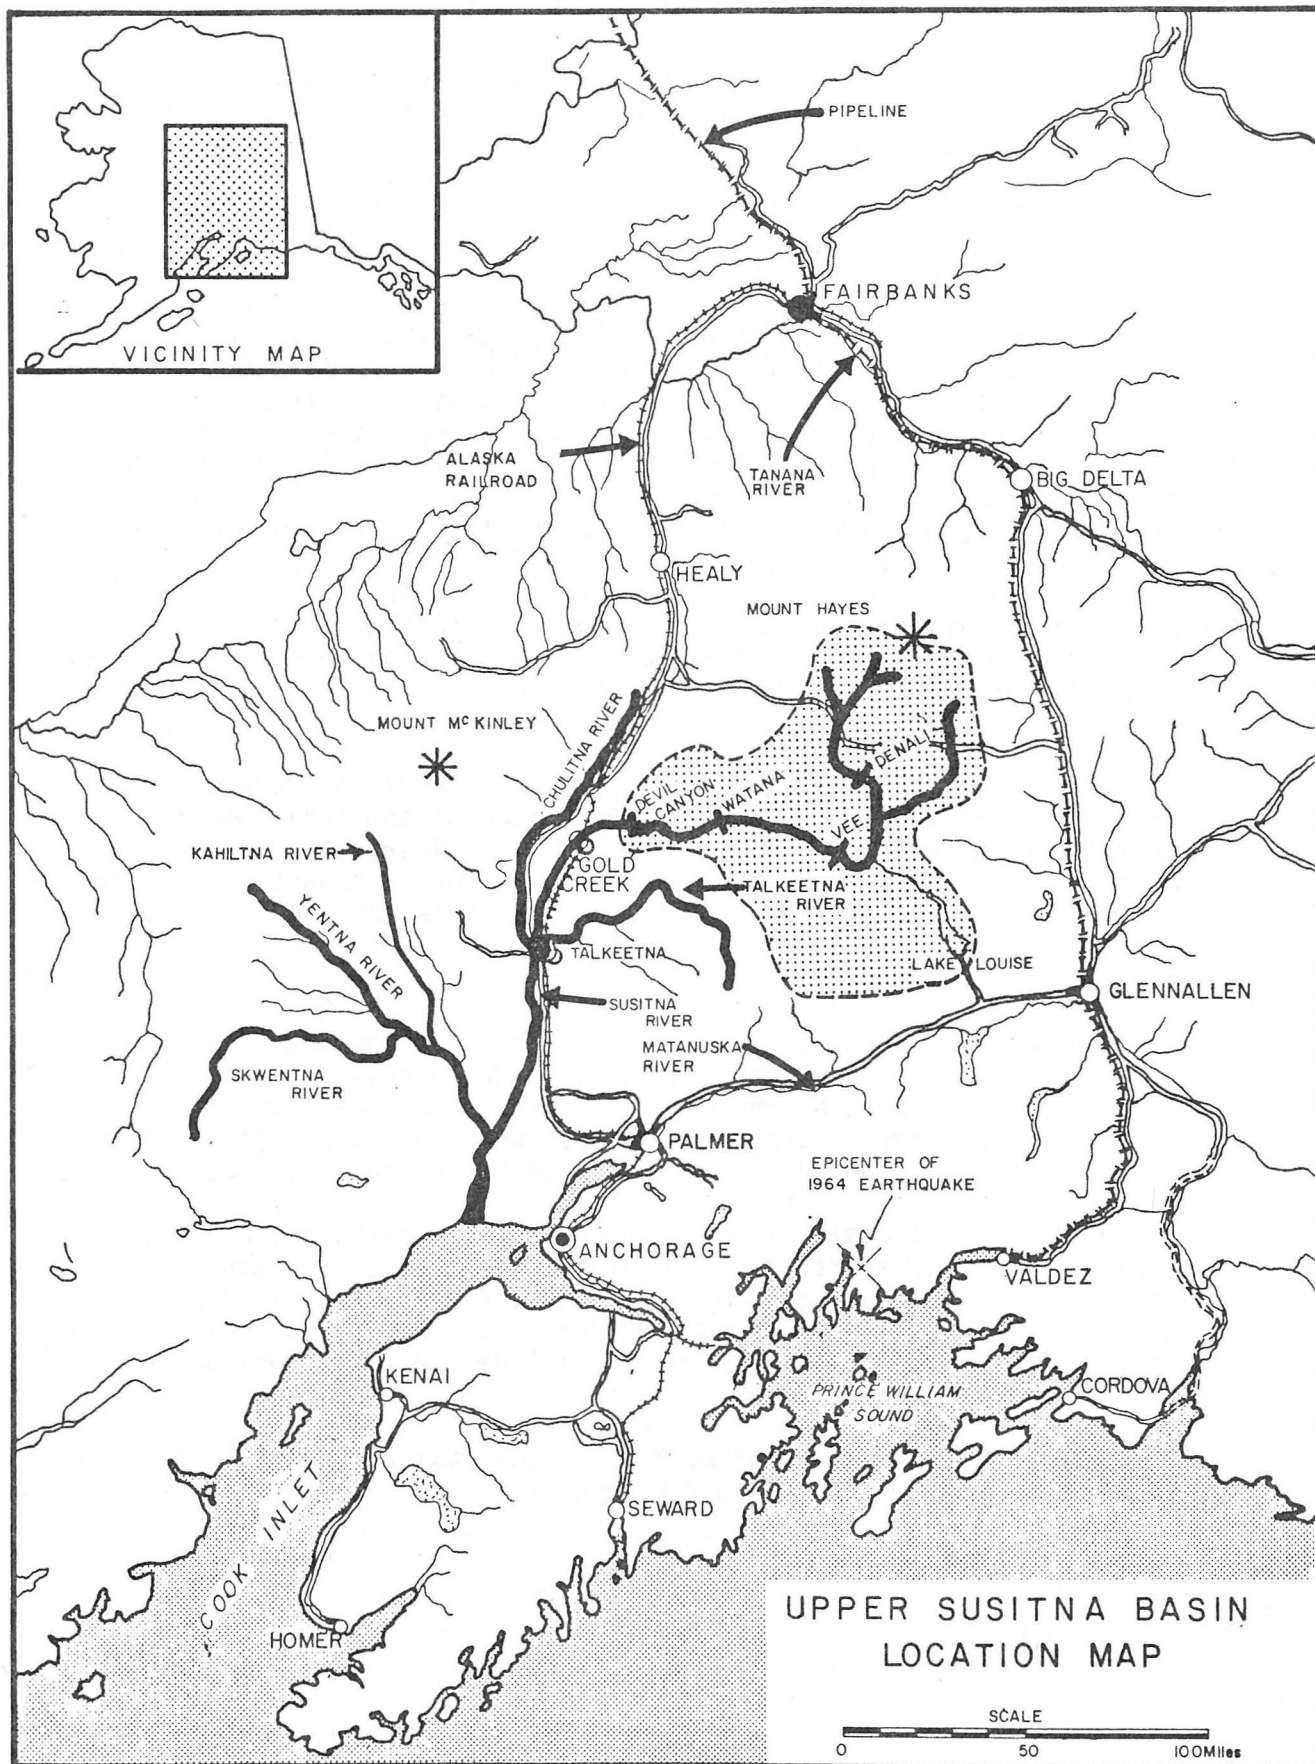 VICINITY MAP
PIPELINE
FAIRBANKS
ALASKA
RAILROAD
TANANA
RIVER
BIG DELTA
HEALY
MOUNT HAYES
MOUNT McKINLEY
CHULITNA RIVER
DENALI
DEVIL
CANYON
WATANA
VEE
KAHILTNA RIVER
GOLD
CREEK
TALKEETNA
RIVER
YENTNA RIVER
TALKEETNA
LAKE LOUISE
GLENNALLEN
SUSITNA
RIVER
MATANUSKA
RIVER
SKWENTNA
RIVER
PALMER
EPICENTER OF
1964 EARTHQUAKE
ANCHORAGE
VALDEZ
KENAI
PRINCE WILLIAM
SOUND
CORDOVA
COOK INLET
SEWARD
HOMER
UPPER SUSITNA BASIN
LOCATION MAP
SCALE
0 50 100 Miles